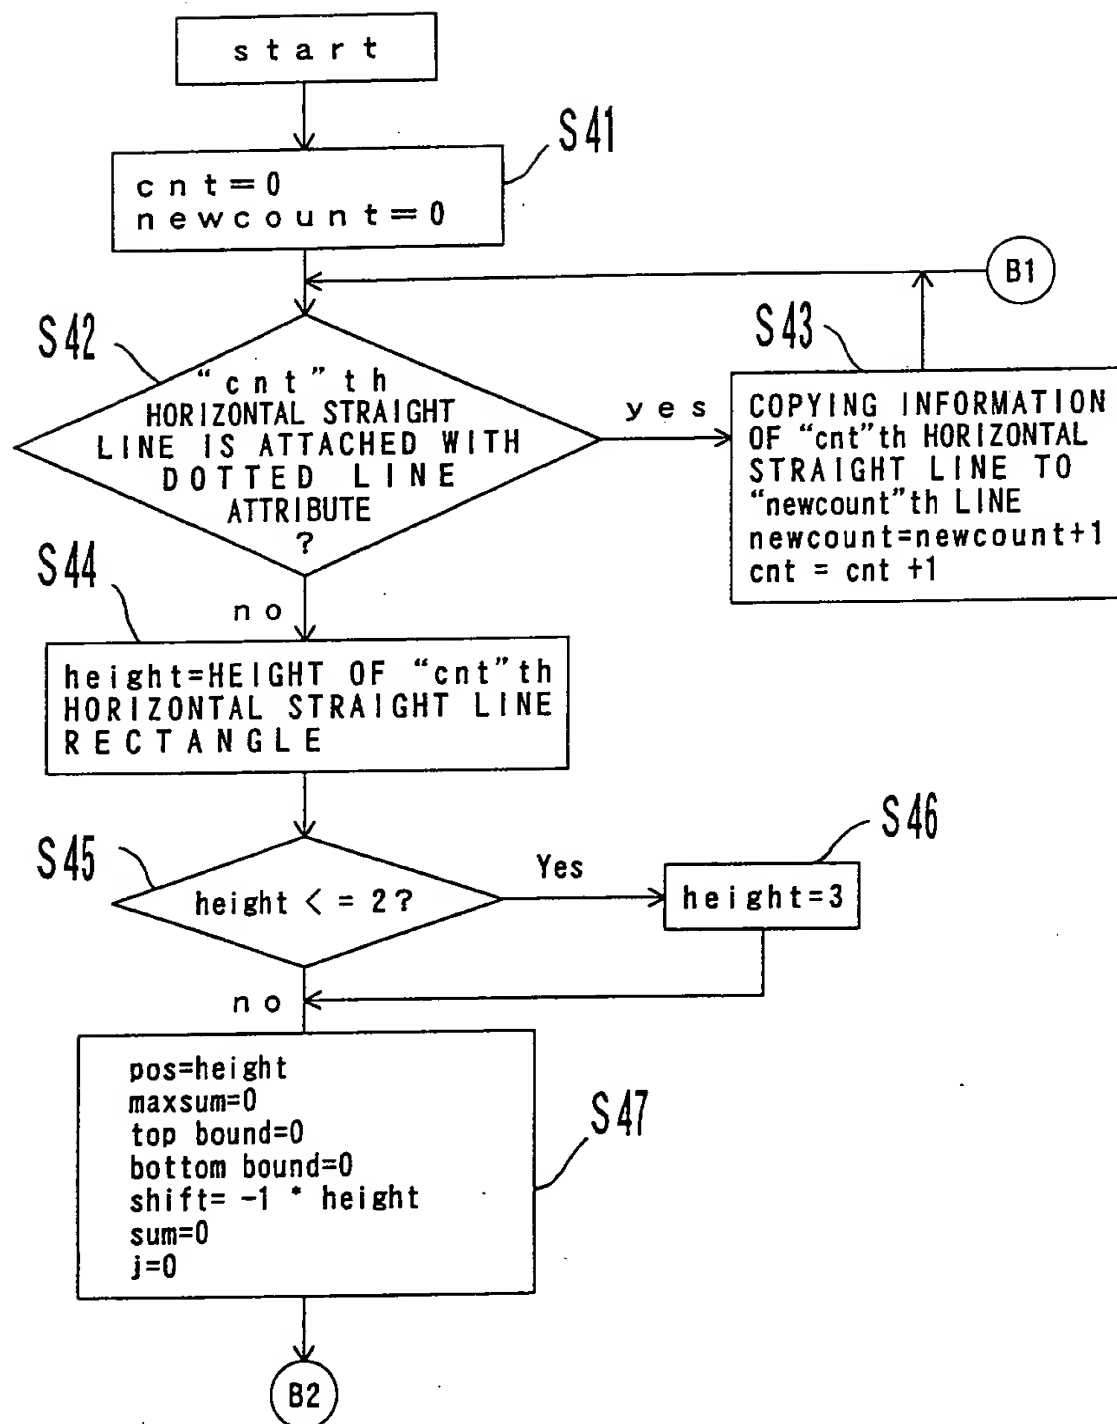 start
S41
cnt=0
newcount=0
B1
S42
"cnt"th
HORIZONTAL STRAIGHT
LINE IS ATTACHED WITH
DOTTED LINE
ATTRIBUTE
?
yes
S43
COPYING INFORMATION
OF "cnt"th HORIZONTAL
STRAIGHT LINE TO
"newcount"th LINE
newcount=newcount+1
cnt = cnt +1
no
S44
height=HEIGHT OF "cnt"th
HORIZONTAL STRAIGHT LINE
RECTANGLE
S45
height < = 2?
Yes
S46
height=3
no
S47
pos=height
maxsum=0
top bound=0
bottom bound=0
shift= -1 * height
sum=0
j=0
B2